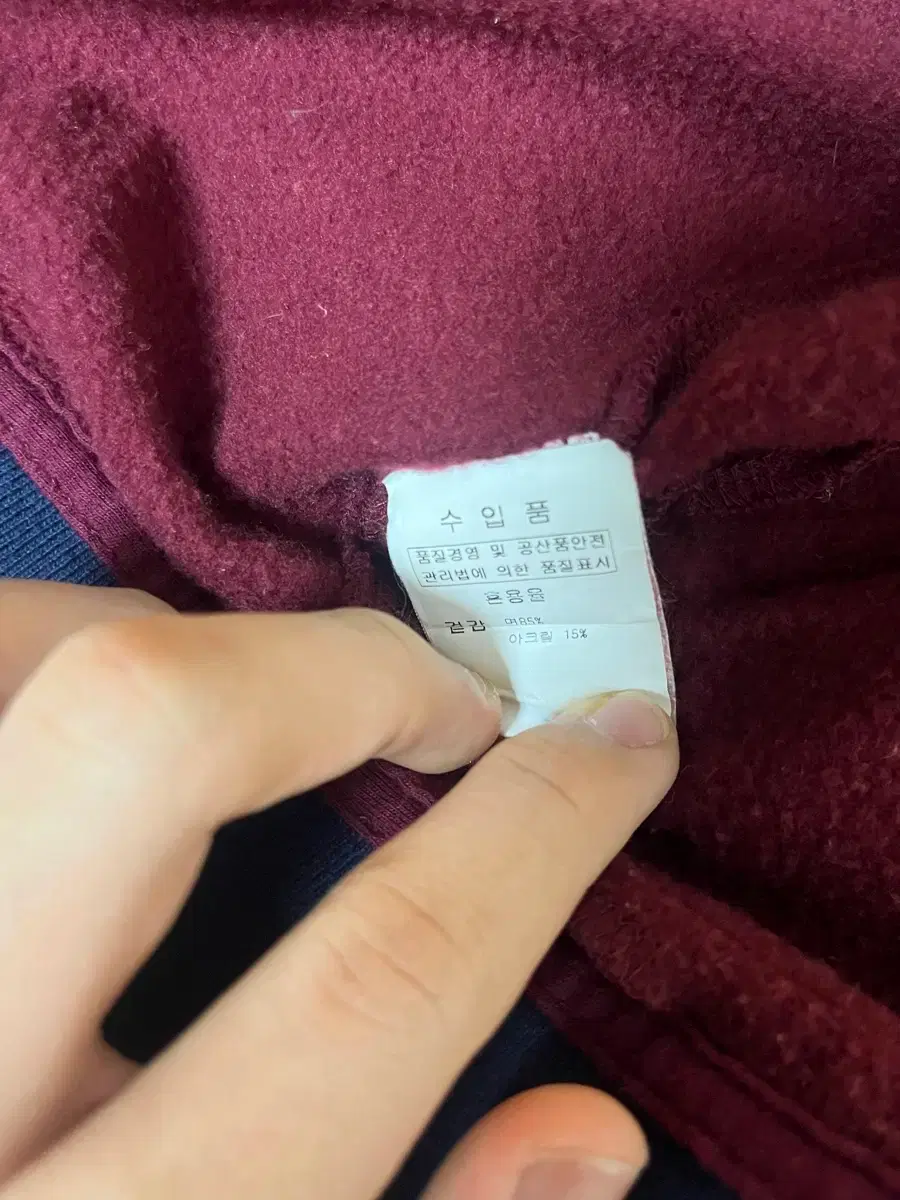 수입품
품질경영 및 공산품안전
관리법에 의한 품질표시
혼용율
겉감 면85%
아크릴 15%